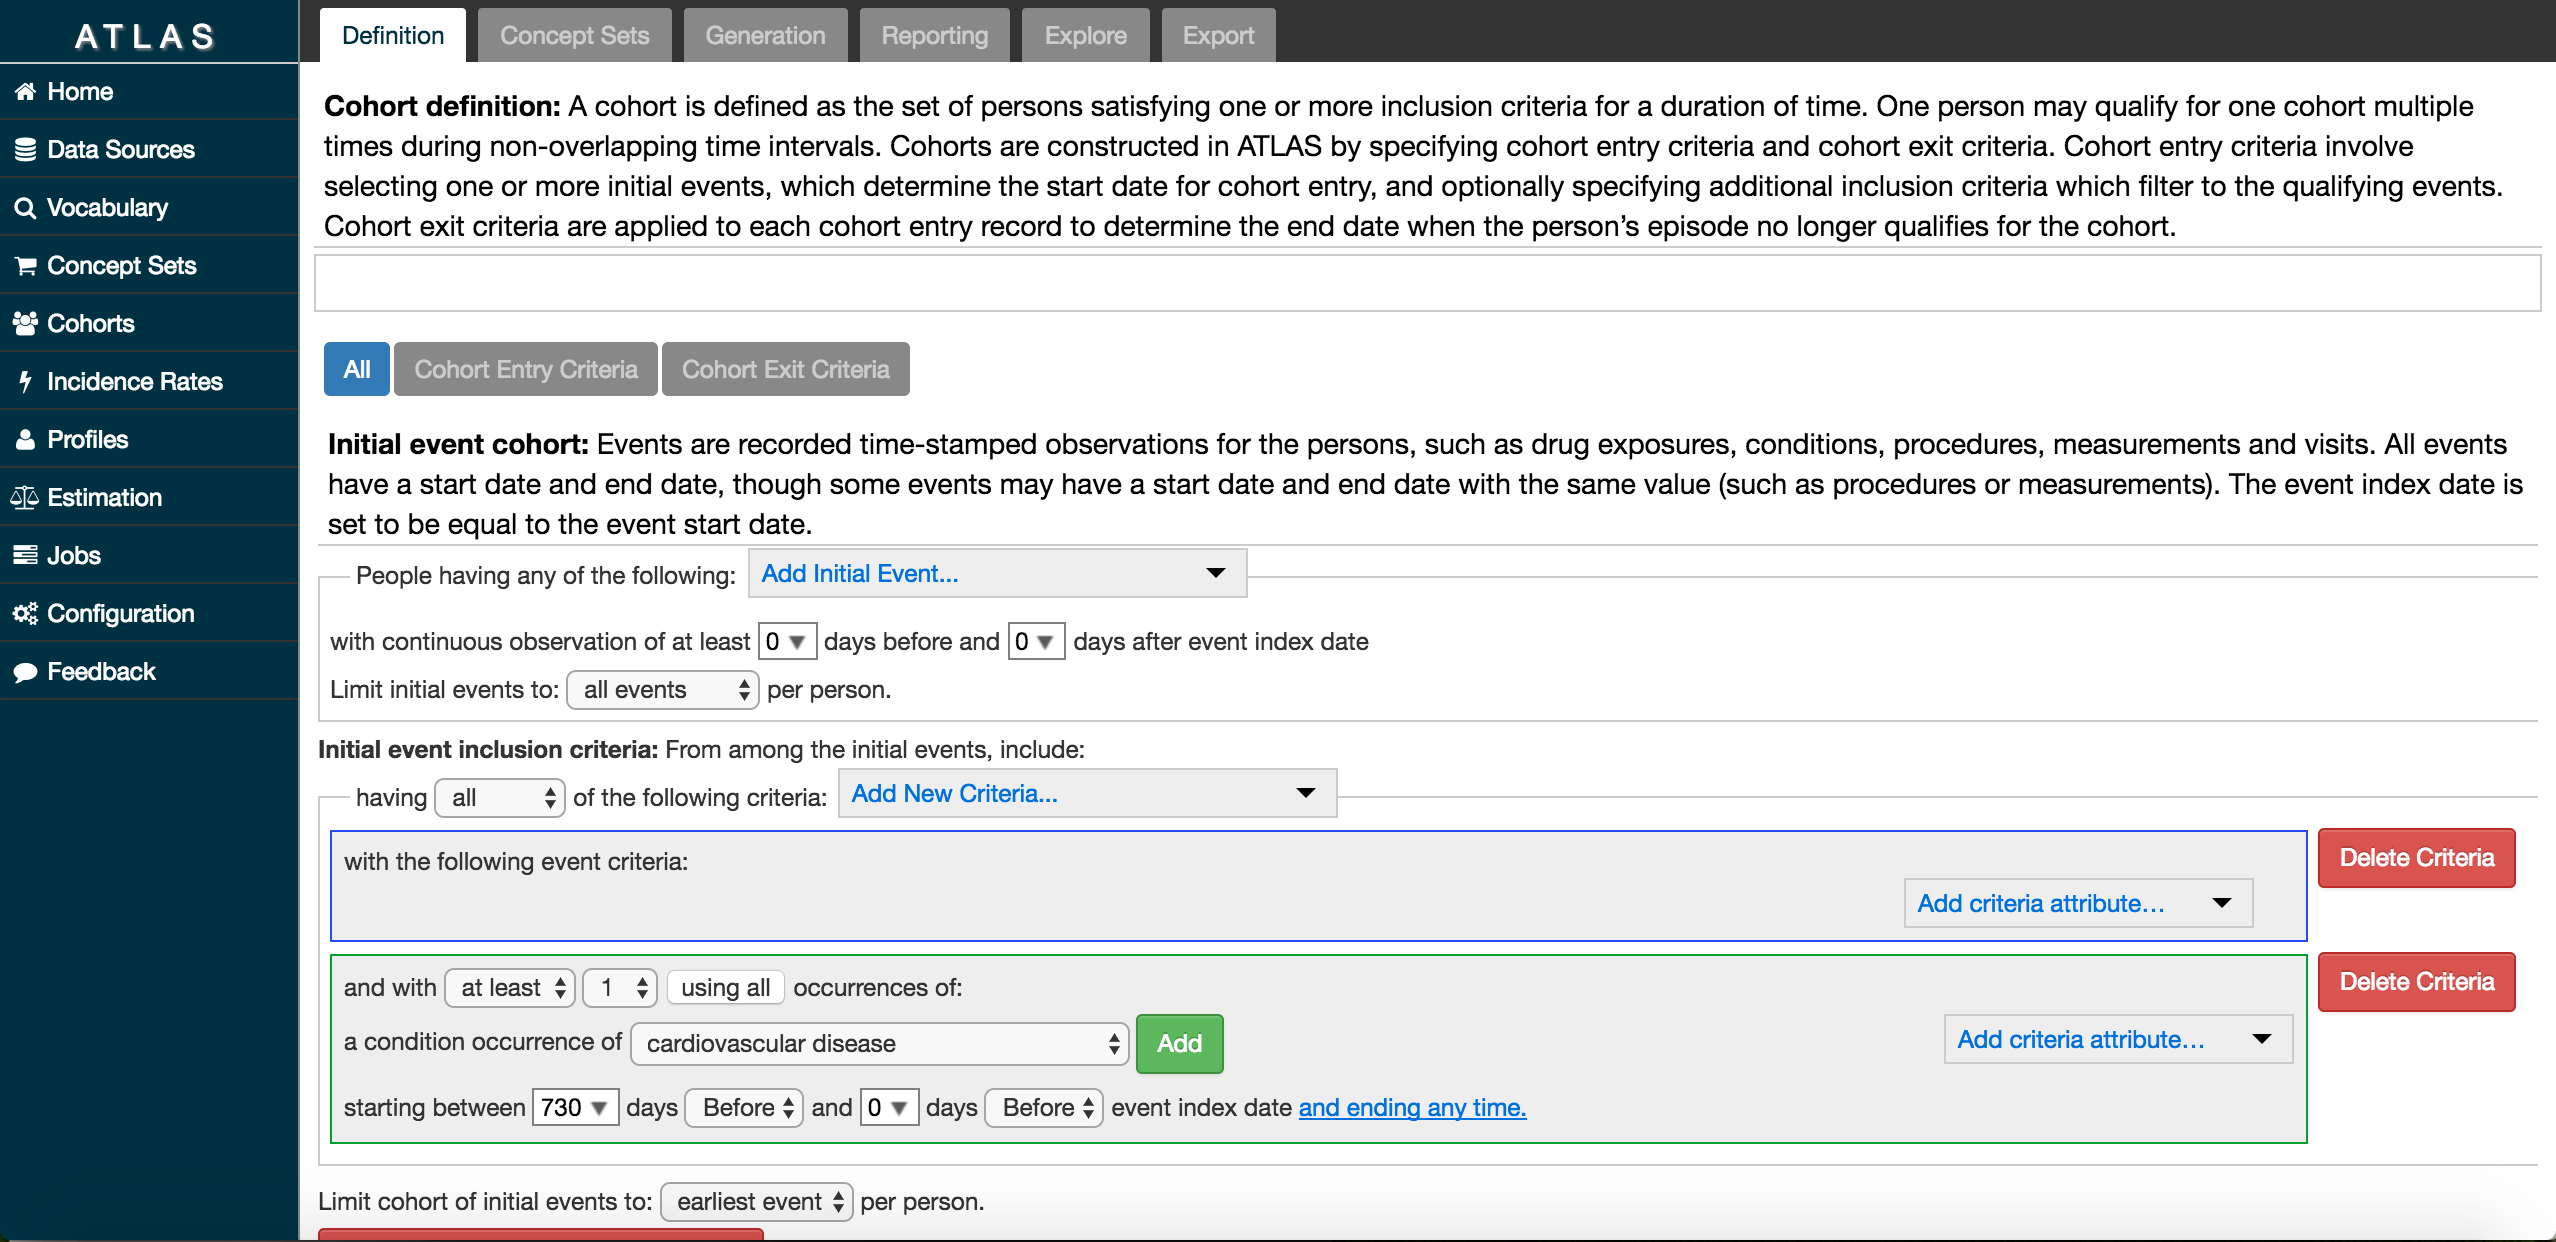 ATLAS
Home
Data Sources
Vocabulary
Concept Sets
Cohorts
Incidence Rates
Profiles
Estimation
Jobs
Configuration
Feedback
Definition Concept Sets Generation Reporting Explore Export
Cohort definition: A cohort is defined as the set of persons satisfying one or more inclusion criteria for a duration of time. One person may qualify for one cohort multiple
times during non-overlapping time intervals. Cohorts are constructed in ATLAS by specifying cohort entry criteria and cohort exit criteria. Cohort entry criteria involve
selecting one or more initial events, which determine the start date for cohort entry, and optionally specifying additional inclusion criteria which filter to the qualifying events.
Cohort exit criteria are applied to each cohort entry record to determine the end date when the person's episode no longer qualifies for the cohort.
All Cohort Entry Criteria Cohort Exit Criteria
Initial event cohort: Events are recorded time-stamped observations for the persons, such as drug exposures, conditions, procedures, measurements and visits. All events
have a start date and end date, though some events may have a start date and end date with the same value (such as procedures or measurements). The event index date is
set to be equal to the event start date.
People having any of the following: Add Initial Event...
with continuous observation of at least 0 days before and 0 days after event index date
Limit initial events to: all events per person.
Initial event inclusion criteria: From among the initial events, include:
having all of the following criteria: Add New Criteria...
with the following event criteria: Delete Criteria
Add criteria attribute...
and with at least 1 using all occurrences of: Delete Criteria
a condition occurrence of cardiovascular disease Add Add criteria attribute...
starting between 730 days Before and 0 days Before event index date and ending any time.
Limit cohort of initial events to: earliest event per person.